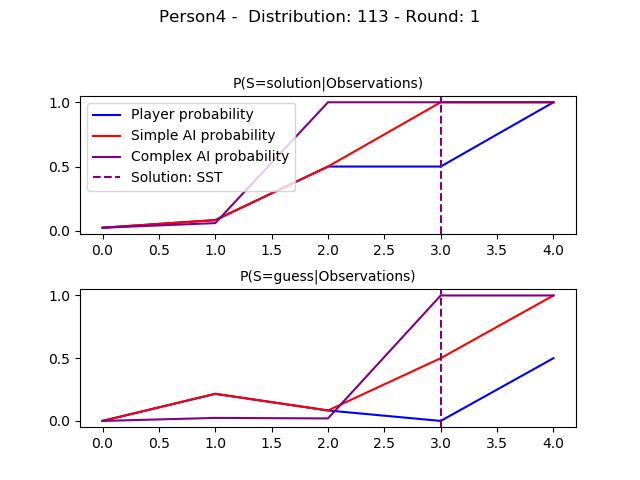 Person4 -  Distribution: 113 - Round: 1
P(S=solution|Observations)
1.0
0.5
0.0
Player probability
Simple AI probability
Complex AI probability
Solution: SST
0.0 0.5 1.0 1.5 2.0 2.5 3.0 3.5 4.0
P(S=guess|Observations)
1.0
0.5
0.0
0.0 0.5 1.0 1.5 2.0 2.5 3.0 3.5 4.0